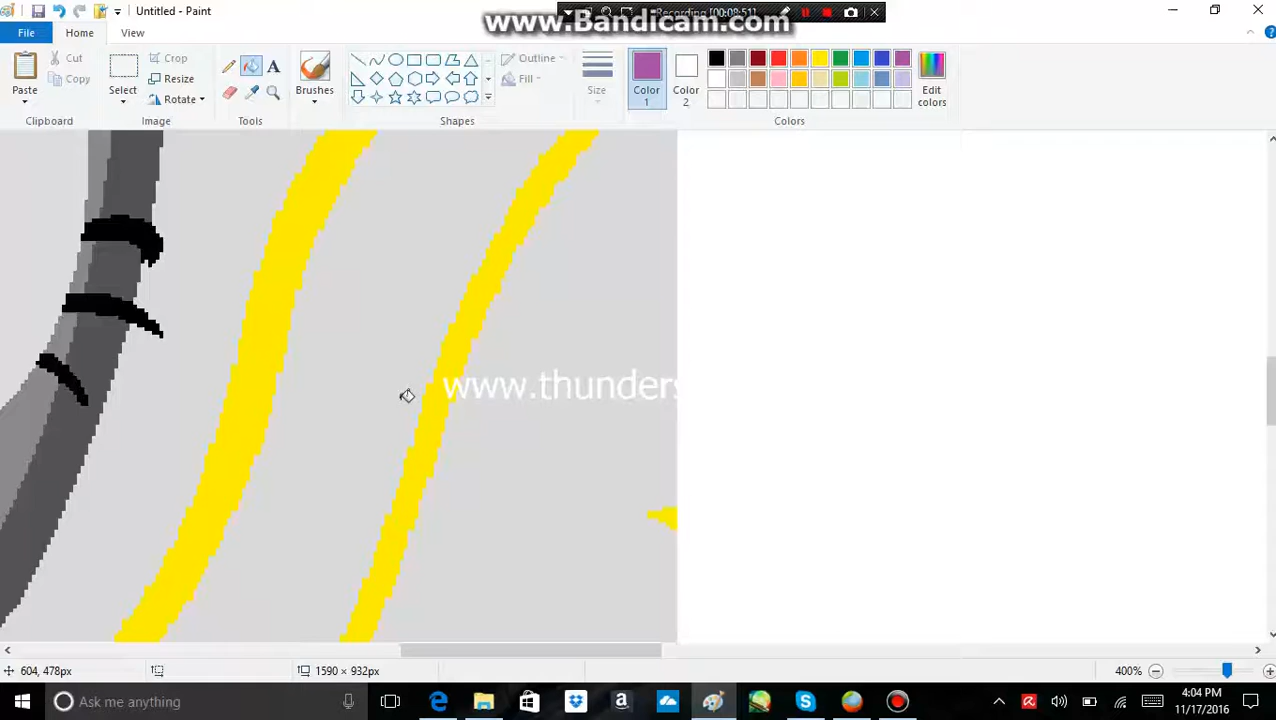 www.Bandicam.com
Untitled - Paint
Recording [00:08:51]
File
Home
View
Paste
Cut
Copy
Clipboard
Select
Crop
Resize
Rotate
Image
Tools
Brushes
Shapes
Outline
Fill
Size
Color 1
Color 2
Edit colors
Colors
www.thunders
604, 478px
1590 × 932px
400%
Ask me anything
4:04 PM
11/17/2016